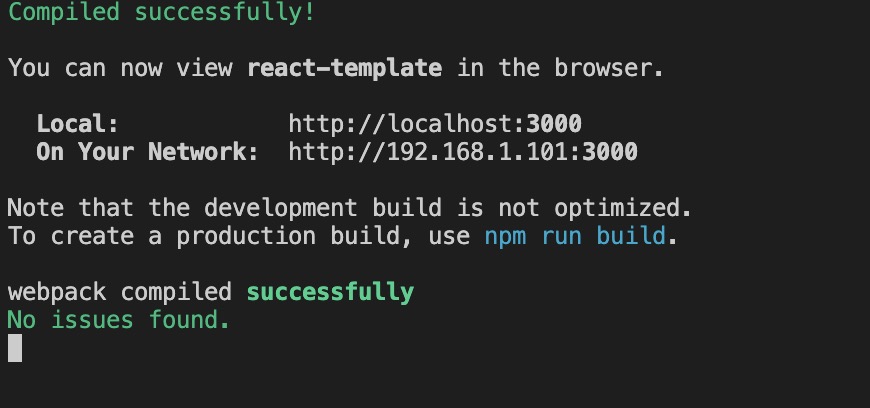 Compiled successfully!
You can now view react-template in the browser.
Local: http://localhost:3000
On Your Network: http://192.168.1.101:3000
Note that the development build is not optimized.
To create a production build, use npm run build.
webpack compiled successfully
No issues found.